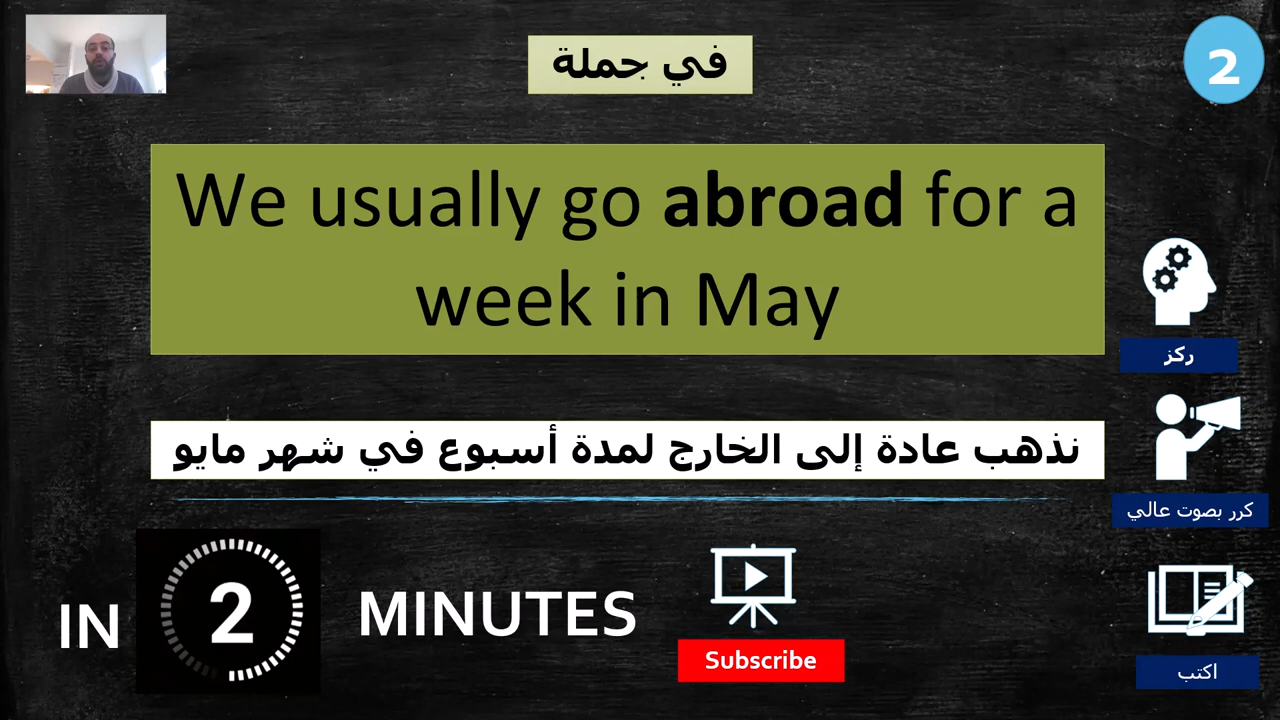 في جملة
2
We usually go abroad for a
week in May
ركز
نذهب عادة إلى الخارج لمدة أسبوع في شهر مايو
كرر بصوت عالي
IN 2 MINUTES
Subscribe
اكتب